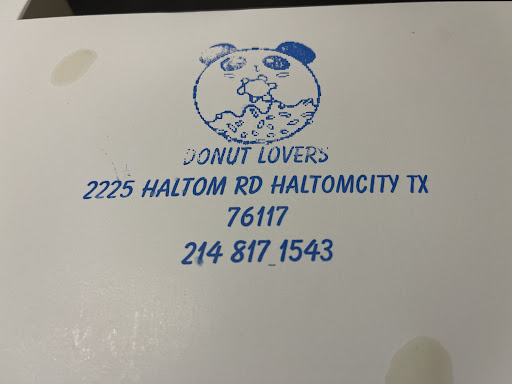 DONUT LOVERS
2225 HALTOM RD HALTOMCITY TX
76117
214 817 1543